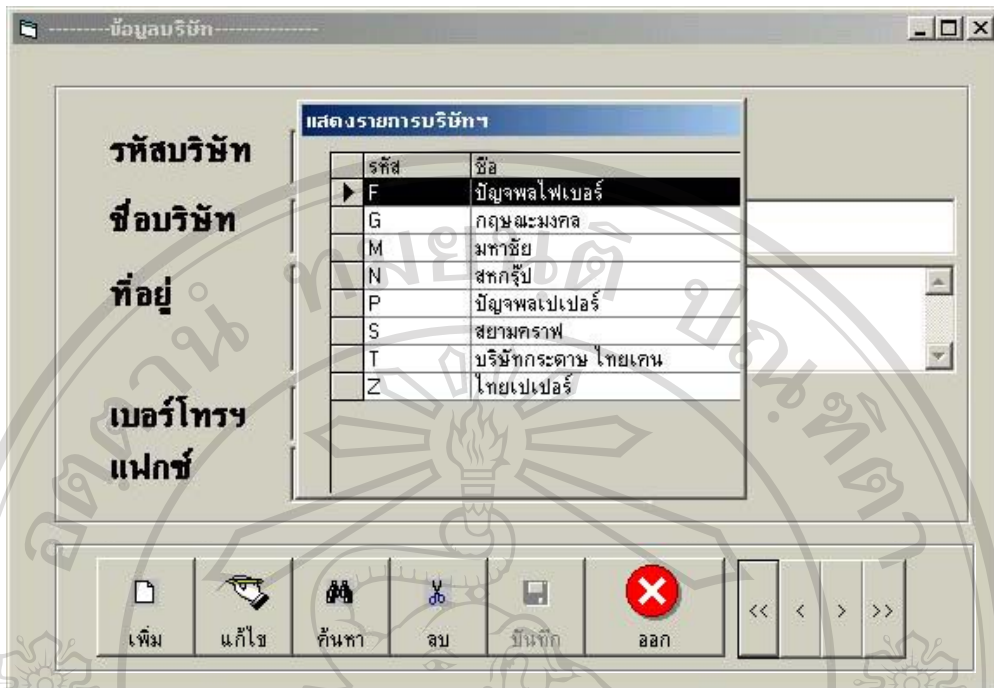 ---------ข้อมูลบริษัท---------------
แสดงรายการบริษัทฯ
รหัส ชื่อ
F ปัญจพลไฟเบอร์
G กฤษณะมงคล
M มหาชัย
N สหกรุ๊ป
P ปัญจพลเปเปอร์
S สยามคราฟ
T บริษัทกระดาษ ไทยเคน
Z ไทยเปเปอร์
รหัสบริษัท
ชื่อบริษัท
ที่อยู่
เบอร์โทรฯ
แฟกซ์
เพิ่ม แก้ไข ค้นหา ลบ บันทึก ออก << < > >>